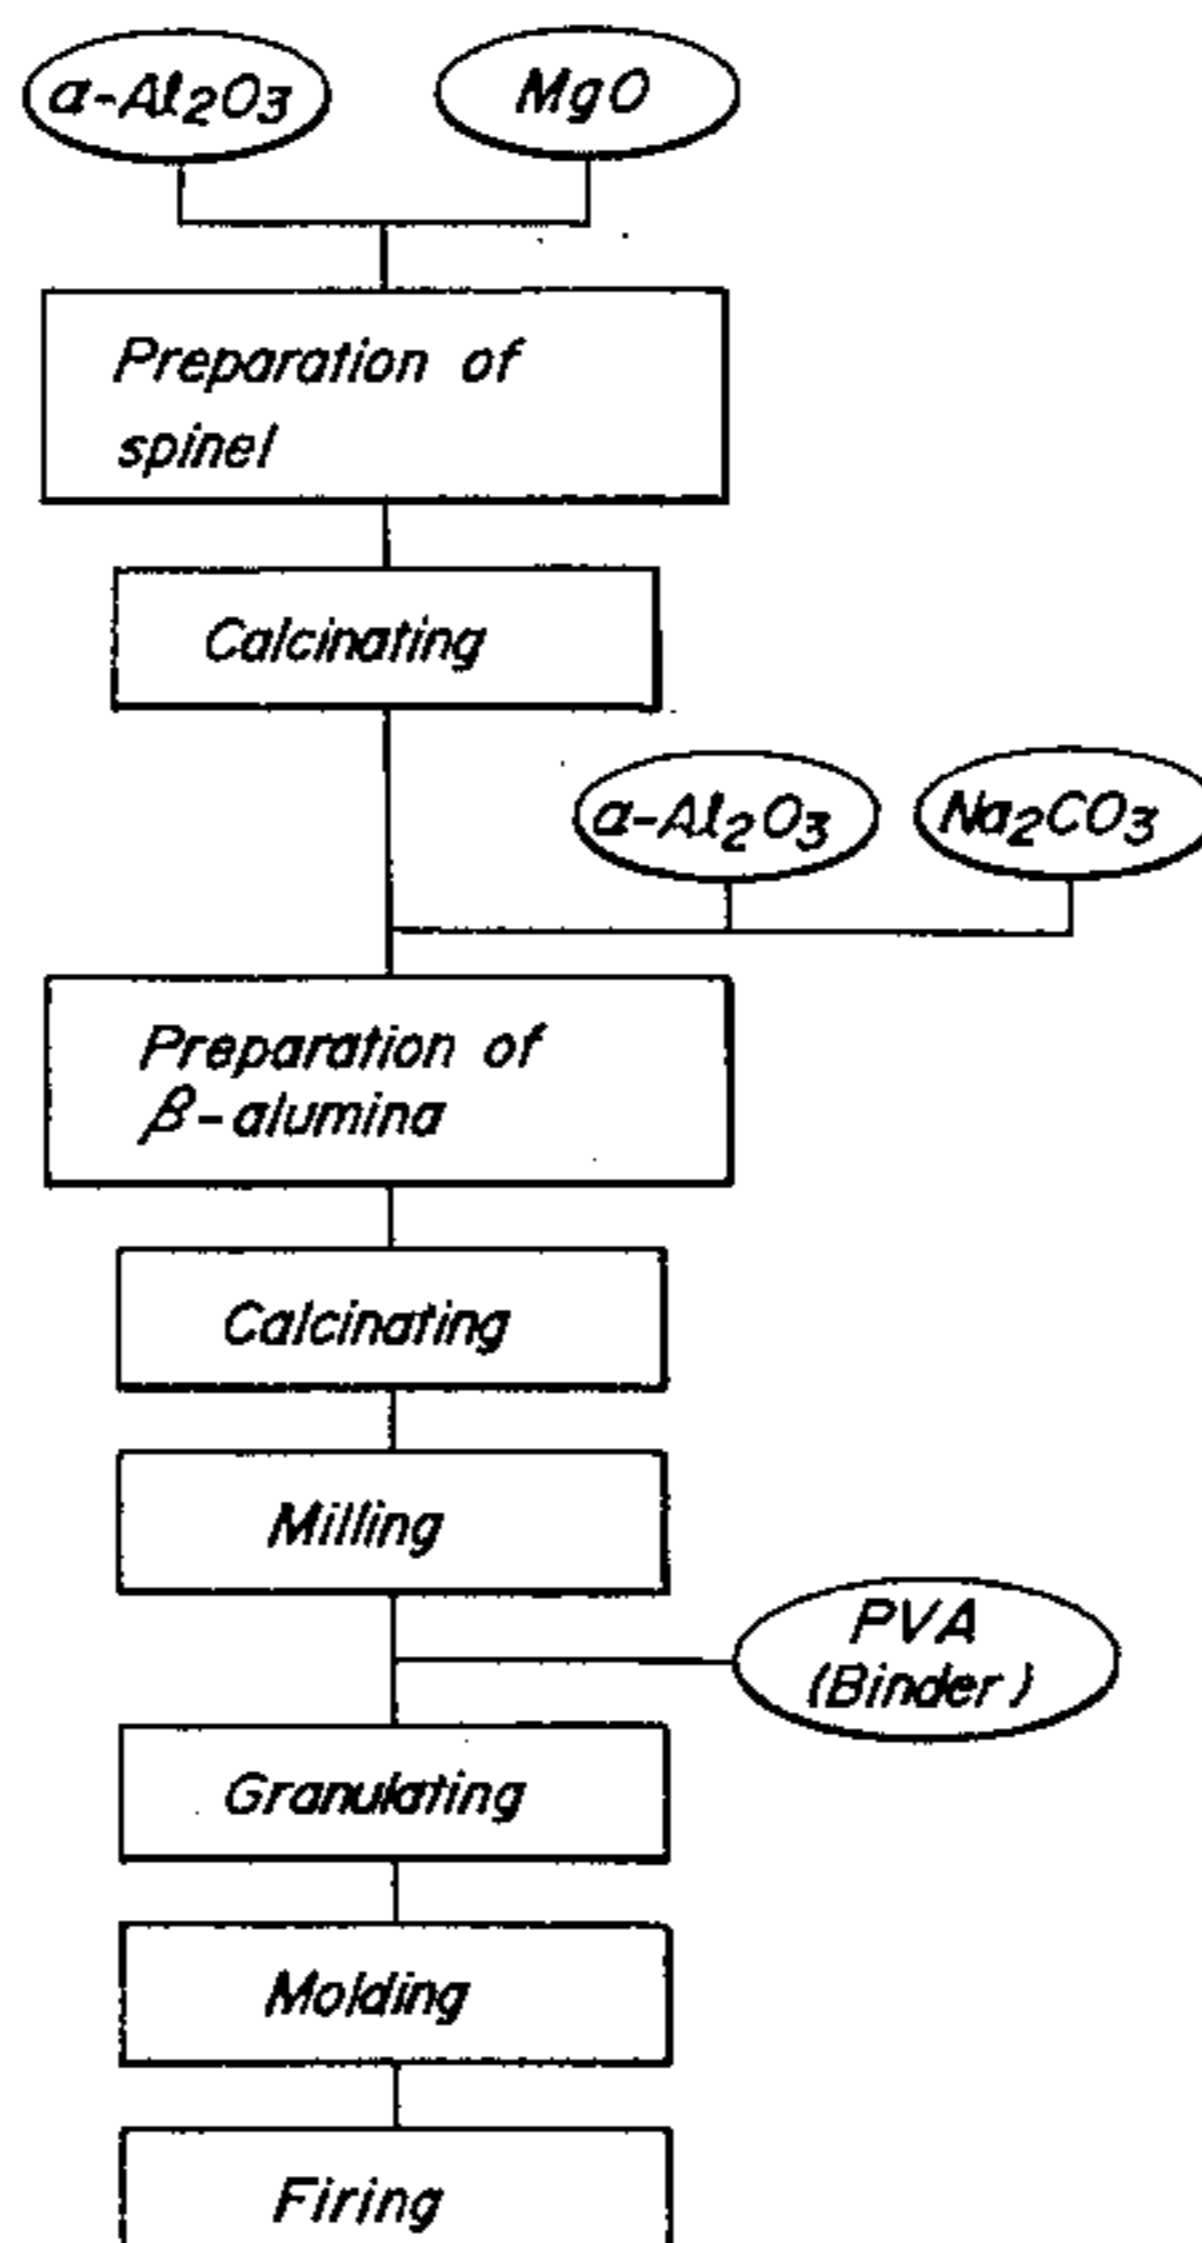 α-Al₂O₃
MgO
Preparation of
spinel
Calcinating
α-Al₂O₃
Na₂CO₃
Preparation of
β-alumina
Calcinating
Milling
PVA
(Binder)
Granulating
Molding
Firing